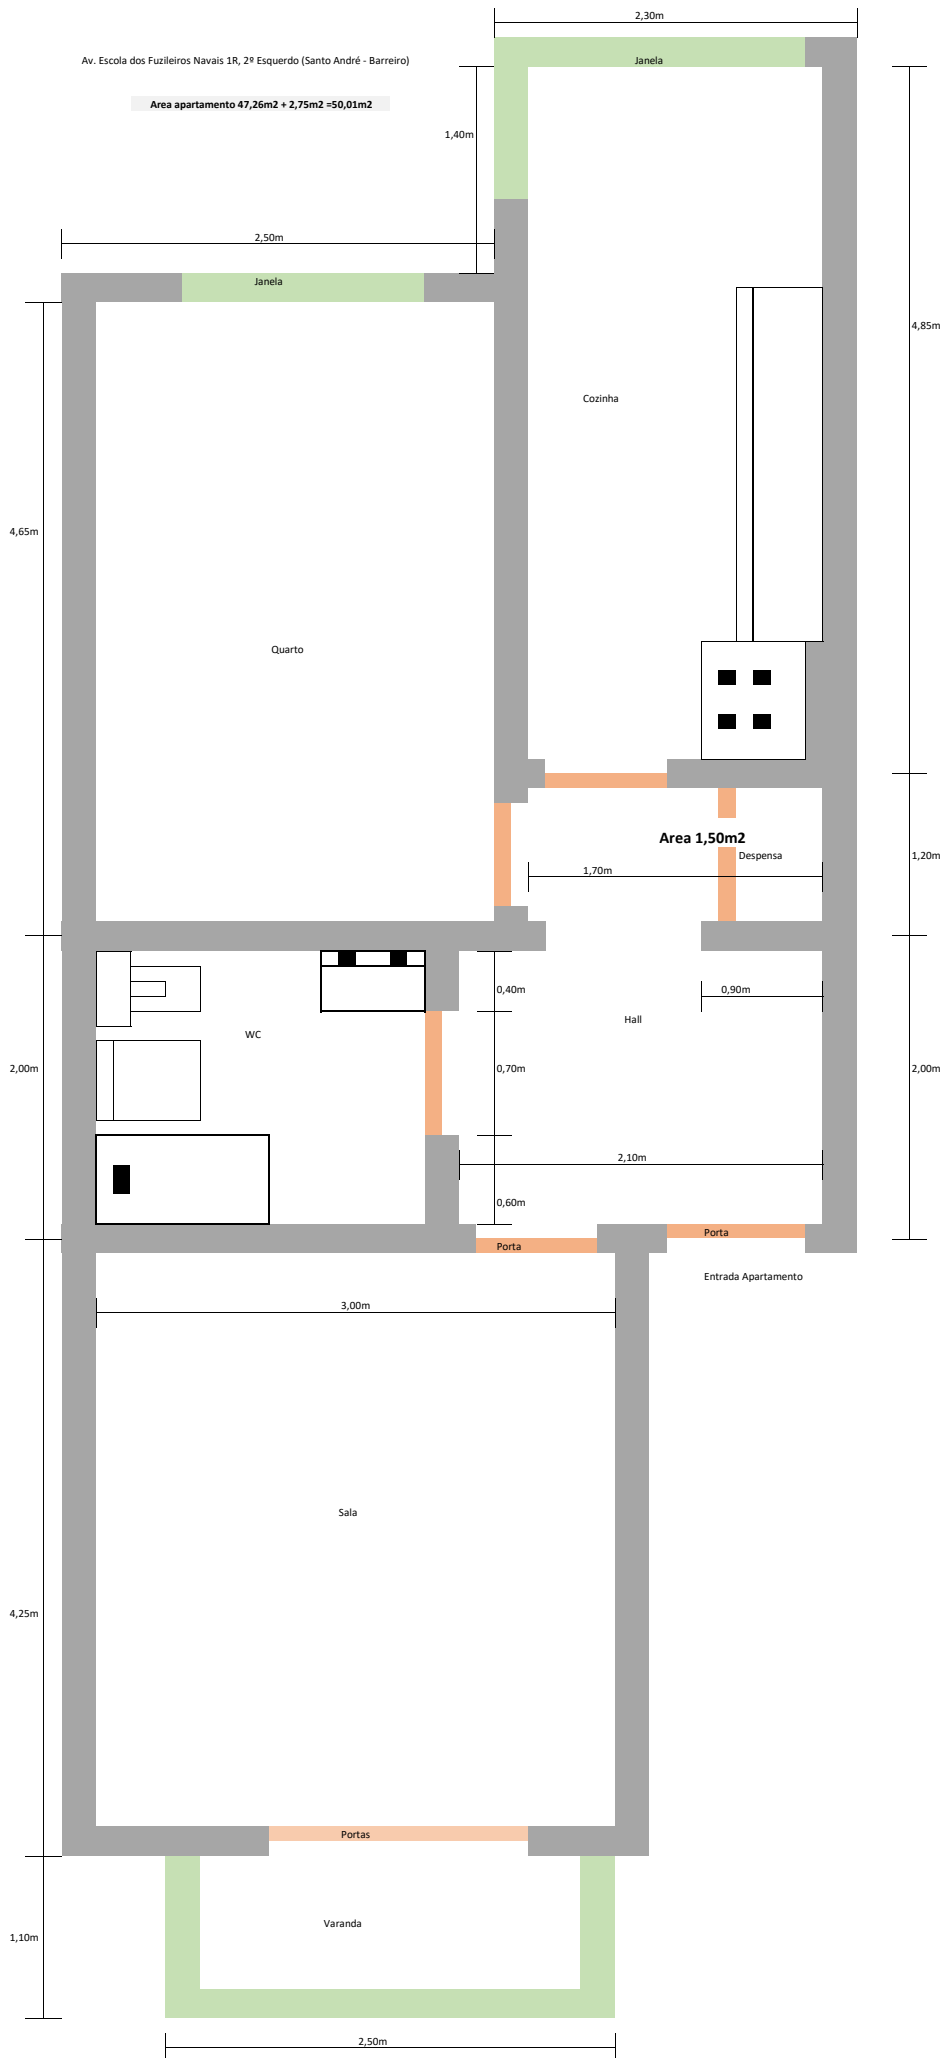 2,30m
Av. Escola dos Fuzileiros Navais 1R, 2º Esquerdo (Santo André - Barreiro)
Janela
Area apartamento 47,26m2 + 2,75m2 =50,01m2
1,40m
2,50m
Janela
4,85m
Cozinha
4,65m
Quarto
Area 1,50m2
Despensa
1,20m
1,70m
0,40m
0,90m
Hall
WC
2,00m
0,70m
2,00m
2,10m
0,60m
Porta
Porta
Entrada Apartamento
3,00m
Sala
4,25m
Portas
Varanda
1,10m
2,50m